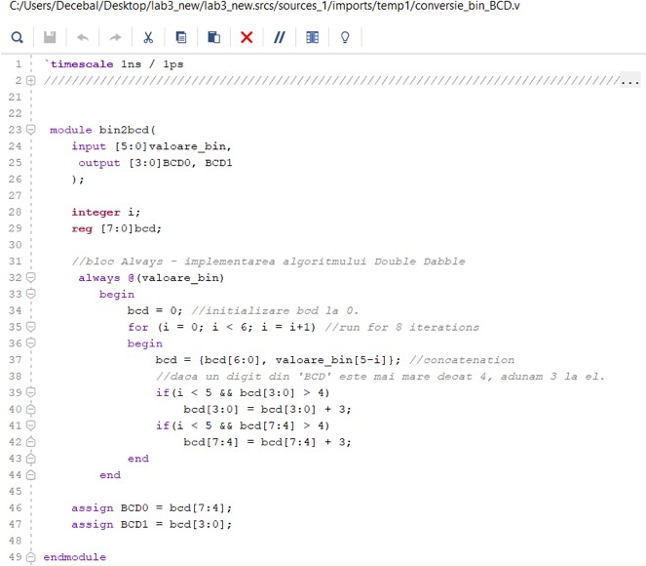 C:/Users/Decebal/Desktop/lab3_new/lab3_new.srcs/sources_1/imports/temp1/conversie_bin_BCD.v
1 `timescale 1ns / 1ps
2 //////////////////////////////////////////////////////////////////////////////////...
21
22
23 module bin2bcd(
24 input [5:0]valoare_bin,
25 output [3:0]BCD0, BCD1
26 );
27
28 integer i;
29 reg [7:0]bcd;
30
31 //bloc Always - implementarea algoritmului Double Dabble
32 always @(valoare_bin)
33 begin
34 bcd = 0; //initializare bcd la 0.
35 for (i = 0; i < 6; i = i+1) //run for 8 iterations
36 begin
37 bcd = {bcd[6:0], valoare_bin[5-i]}; //concatenation
38 //daca un digit din 'BCD' este mai mare decat 4, adunam 3 la el.
39 if(i < 5 && bcd[3:0] > 4)
40 bcd[3:0] = bcd[3:0] + 3;
41 if(i < 5 && bcd[7:4] > 4)
42 bcd[7:4] = bcd[7:4] + 3;
43 end
44 end
45
46 assign BCD0 = bcd[7:4];
47 assign BCD1 = bcd[3:0];
48
49 endmodule